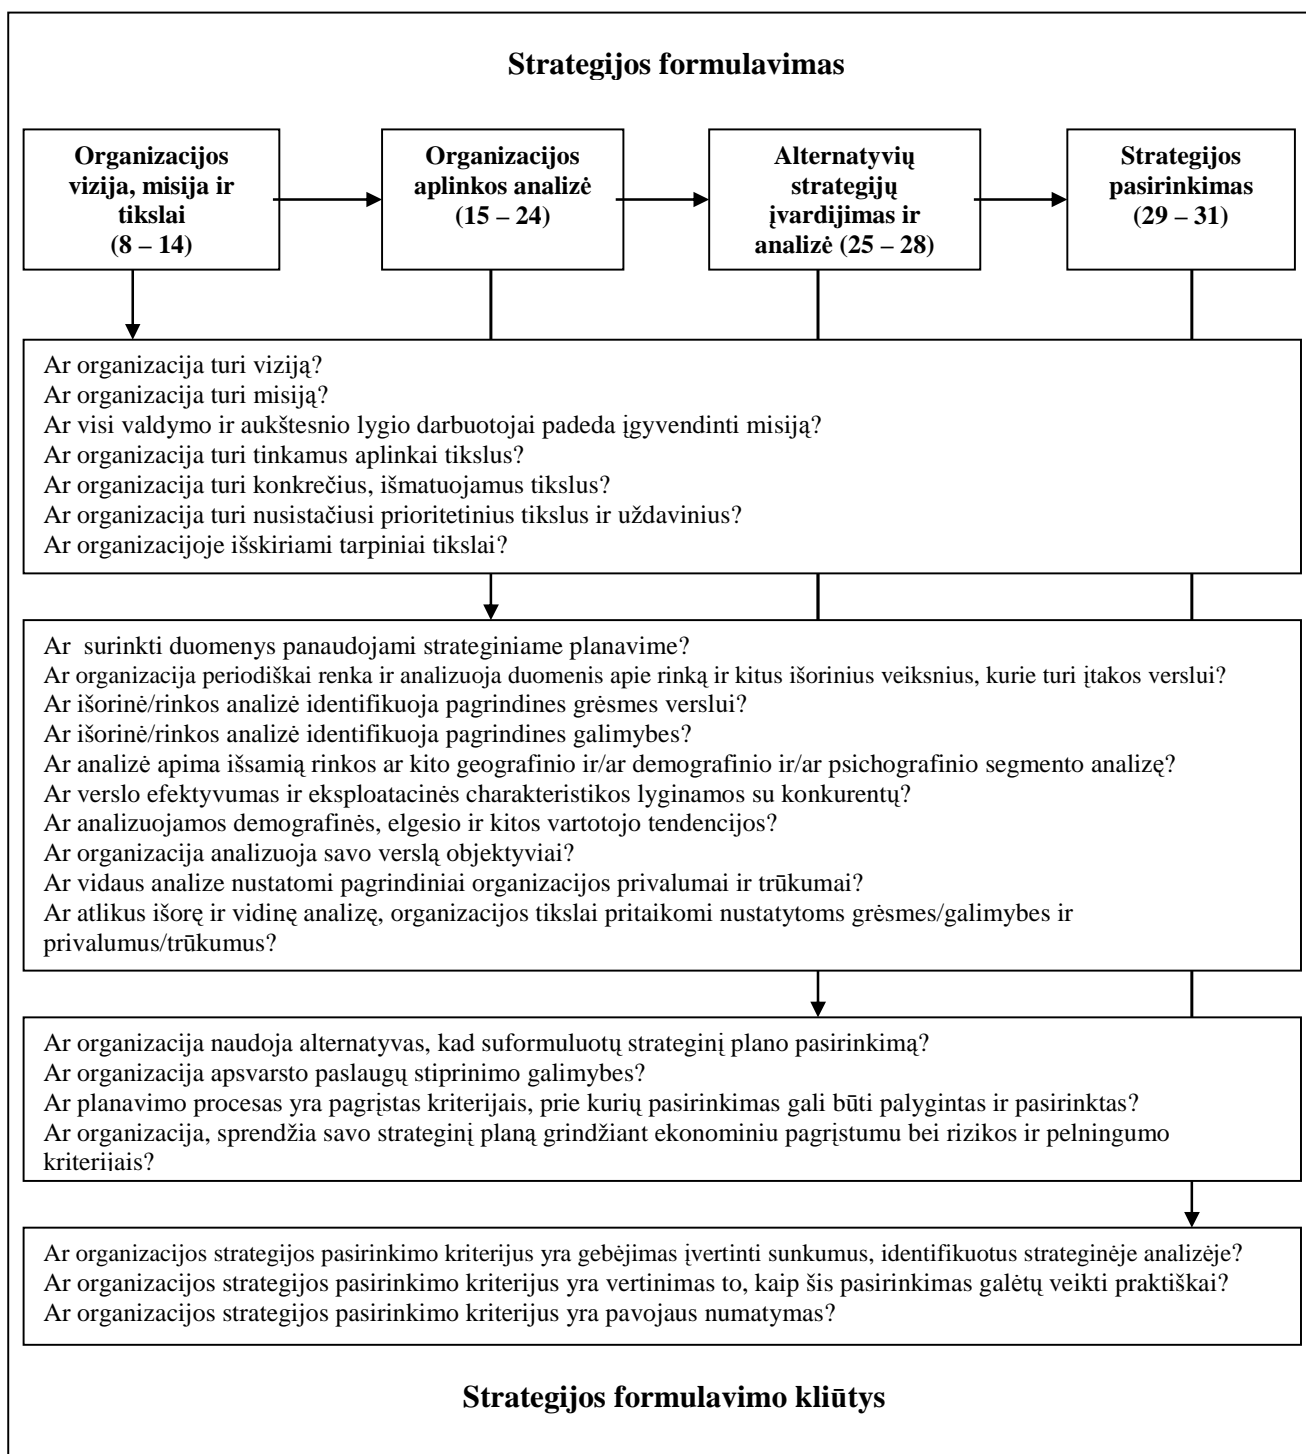 Strategijos formulavimas
Organizacijos
vizija, misija ir
tikslai
(8 – 14)
Organizacijos
aplinkos analizė
(15 – 24)
Alternatyvių
strategijų
įvardijimas ir
analizė (25 – 28)
Strategijos
pasirinkimas
(29 – 31)
Ar organizacija turi viziją?
Ar organizacija turi misiją?
Ar visi valdymo ir aukštesnio lygio darbuotojai padeda įgyvendinti misiją?
Ar organizacija turi tinkamus aplinkai tikslus?
Ar organizacija turi konkrečius, išmatuojamus tikslus?
Ar organizacija turi nusistačiusi prioritetinius tikslus ir uždavinius?
Ar organizacijoje išskiriami tarpiniai tikslai?
Ar  surinkti duomenys panaudojami strateginiame planavime?
Ar organizacija periodiškai renka ir analizuoja duomenis apie rinką ir kitus išorinius veiksnius, kurie turi įtakos verslui?
Ar išorinė/rinkos analizė identifikuoja pagrindines grėsmes verslui?
Ar išorinė/rinkos analizė identifikuoja pagrindines galimybes?
Ar analizė apima išsamią rinkos ar kito geografinio ir/ar demografinio ir/ar psichografinio segmento analizę?
Ar verslo efektyvumas ir eksploatacinės charakteristikos lyginamos su konkurentų?
Ar analizuojamos demografinės, elgesio ir kitos vartotojo tendencijos?
Ar organizacija analizuoja savo verslą objektyviai?
Ar vidaus analize nustatomi pagrindiniai organizacijos privalumai ir trūkumai?
Ar atlikus išorę ir vidinę analizę, organizacijos tikslai pritaikomi nustatytoms grėsmes/galimybes ir
privalumus/trūkumus?
Ar organizacija naudoja alternatyvas, kad suformuluotų strateginį plano pasirinkimą?
Ar organizacija apsvarsto paslaugų stiprinimo galimybes?
Ar planavimo procesas yra pagrįstas kriterijais, prie kurių pasirinkimas gali būti palygintas ir pasirinktas?
Ar organizacija, sprendžia savo strateginį planą grindžiant ekonominiu pagrįstumu bei rizikos ir pelningumo
kriterijais?
Ar organizacijos strategijos pasirinkimo kriterijus yra gebėjimas įvertinti sunkumus, identifikuotus strateginėje analizėje?
Ar organizacijos strategijos pasirinkimo kriterijus yra vertinimas to, kaip šis pasirinkimas galėtų veikti praktiškai?
Ar organizacijos strategijos pasirinkimo kriterijus yra pavojaus numatymas?
Strategijos formulavimo kliūtys